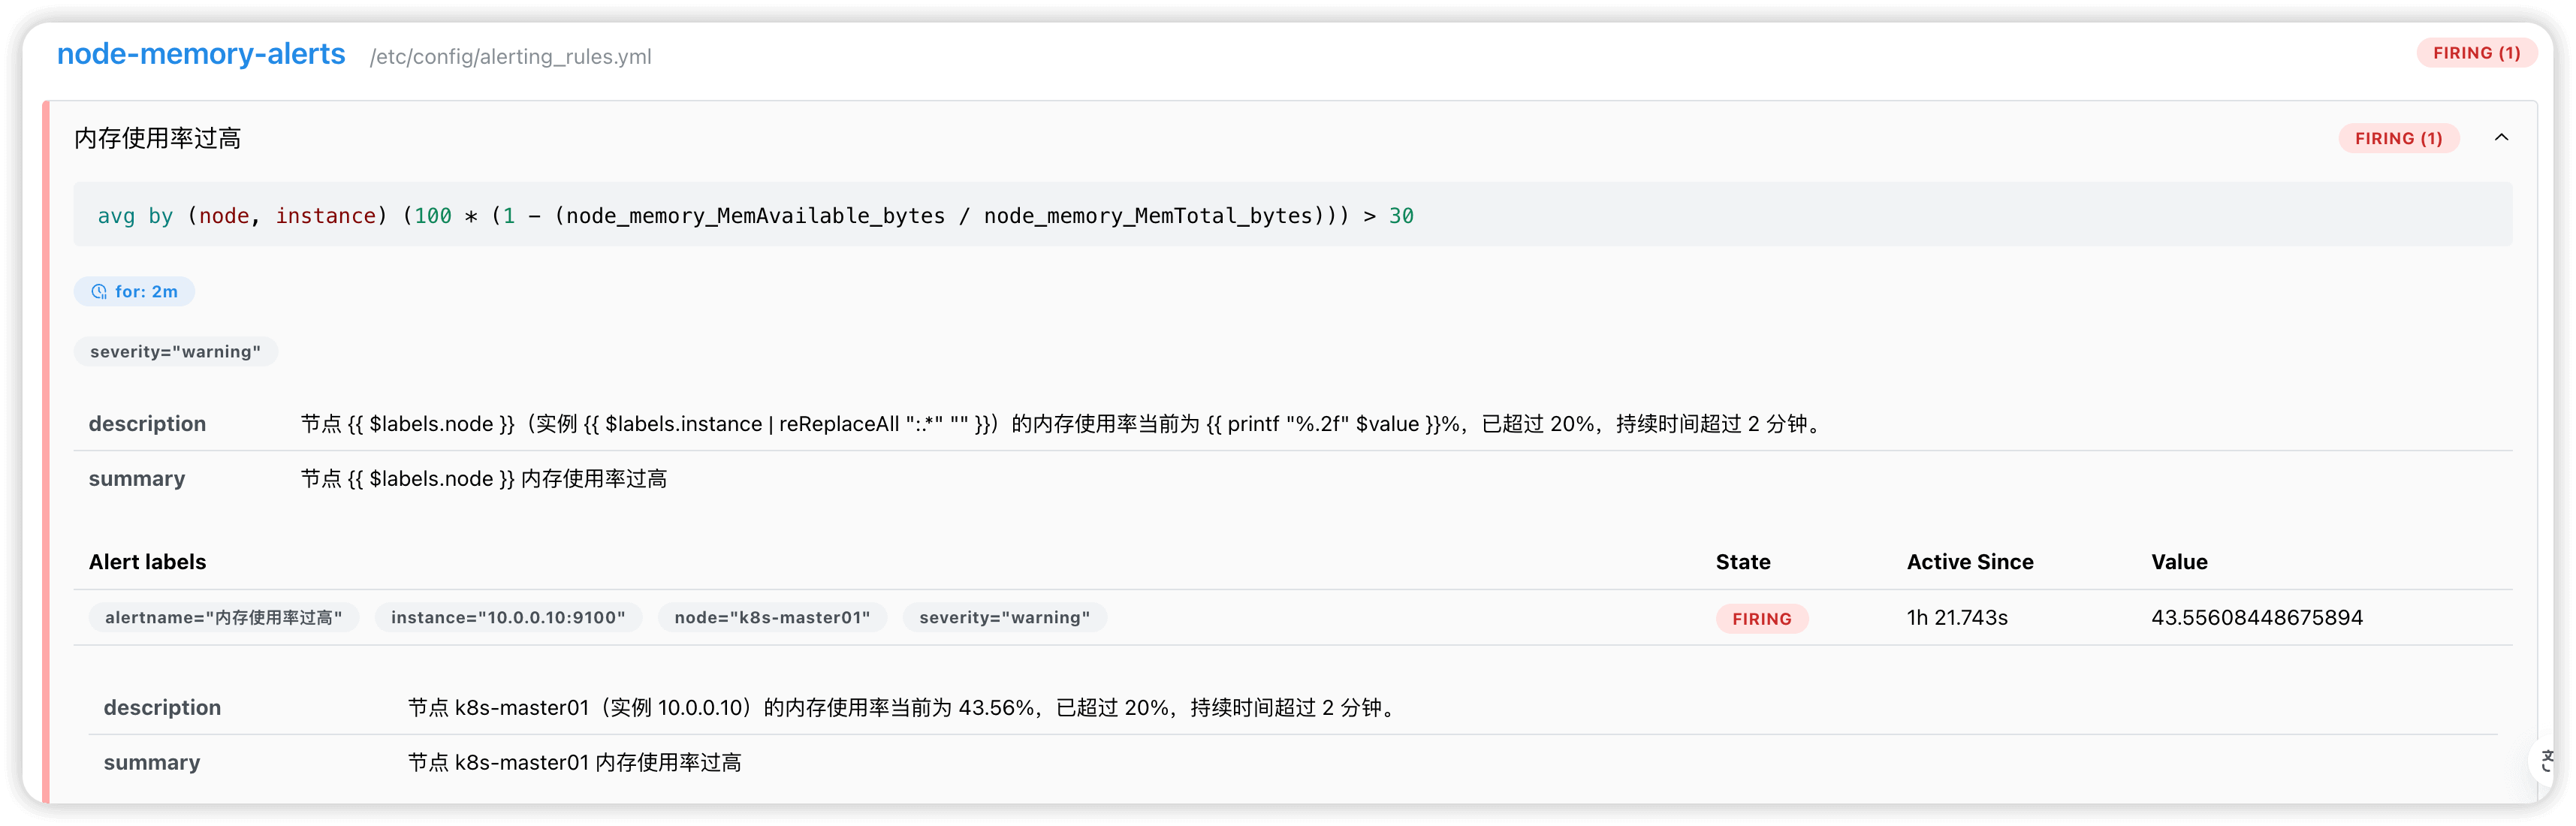 node-memory-alerts /etc/config/alerting_rules.yml FIRING (1)
内存使用率过高 FIRING (1)
avg by (node, instance) (100 * (1 - (node_memory_MemAvailable_bytes / node_memory_MemTotal_bytes))) > 30
for: 2m
severity="warning"
description 节点 {{ $labels.node }}（实例 {{ $labels.instance | reReplaceAll ":.*" "" }}）的内存使用率当前为 {{ printf "%.2f" $value }}%，已超过 20%，持续时间超过 2 分钟。
summary 节点 {{ $labels.node }} 内存使用率过高
Alert labels State Active Since Value
alertname="内存使用率过高" instance="10.0.0.10:9100" node="k8s-master01" severity="warning" FIRING 1h 21.743s 43.55608448675894
description 节点 k8s-master01（实例 10.0.0.10）的内存使用率当前为 43.56%，已超过 20%，持续时间超过 2 分钟。
summary 节点 k8s-master01 内存使用率过高